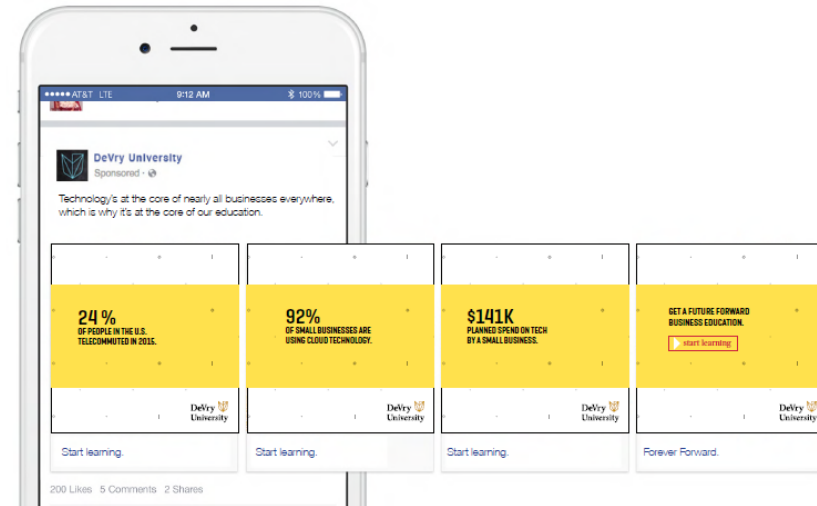 AT&T LTE 9:12 AM 100%
DeVry University
Sponsored ·
Technology's at the core of nearly all businesses everywhere,
which is why it's at the core of our education.
24 %
OF PEOPLE IN THE U.S.
TELECOMMUTED IN 2015.
DeVry
University
Start learning.
92%
OF SMALL BUSINESSES ARE
USING CLOUD TECHNOLOGY.
DeVry
University
Start learning.
$141K
PLANNED SPEND ON TECH
BY A SMALL BUSINESS.
DeVry
University
Start learning.
GET A FUTURE FORWARD
BUSINESS EDUCATION.
start learning
DeVry
University
Forever Forward.
200 Likes 5 Comments 2 Shares